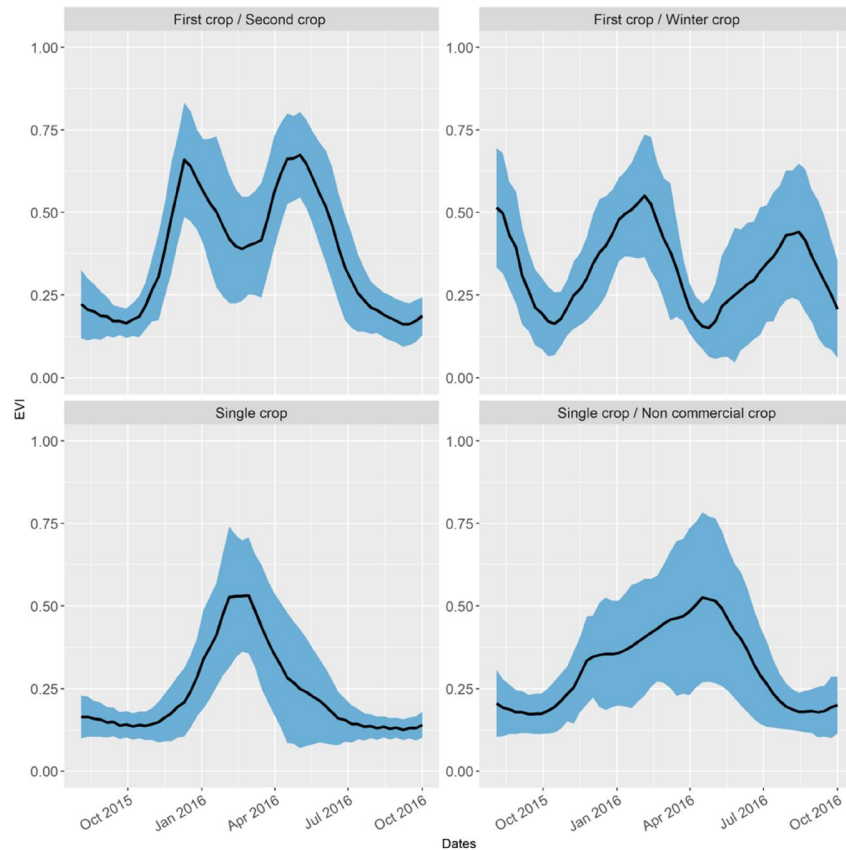 First crop / Second crop
First crop / Winter crop
1.00
0.75
0.50
0.25
0.00
1.00
0.75
0.50
0.25
0.00
Single crop
Single crop / Non commercial crop
1.00
0.75
0.50
0.25
0.00
1.00
0.75
0.50
0.25
0.00
EVI
Oct 2015
Jan 2016
Apr 2016
Jul 2016
Oct 2016
Oct 2015
Jan 2016
Apr 2016
Jul 2016
Oct 2016
Dates